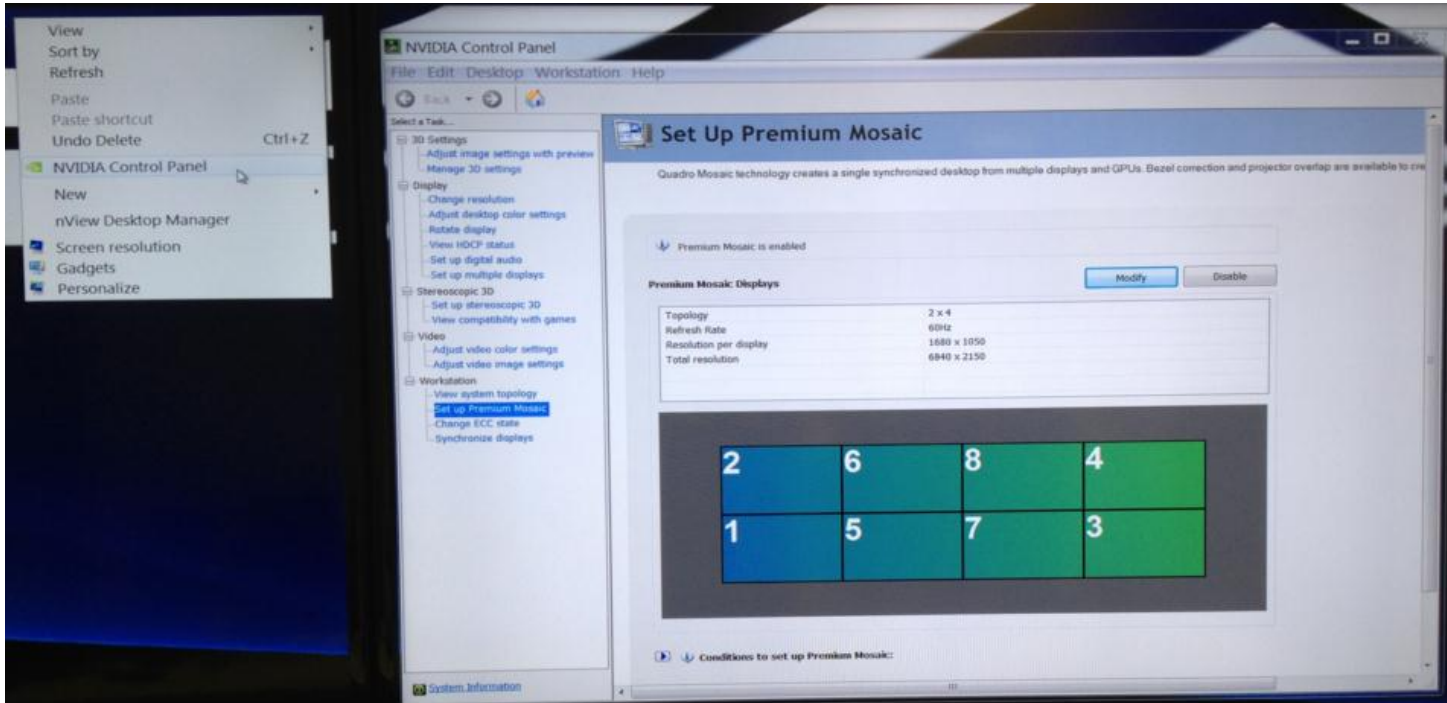 View
Sort by
Refresh
Paste
Paste shortcut
Undo Delete Ctrl+Z
NVIDIA Control Panel
New
nView Desktop Manager
Screen resolution
Gadgets
Personalize
NVIDIA Control Panel
File Edit Desktop Workstation Help
Back
Select a Task...
3D Settings
Adjust image settings with preview
Manage 3D settings
Display
Change resolution
Adjust desktop color settings
Rotate display
View HDCP status
Set up digital audio
Set up multiple displays
Stereoscopic 3D
Set up stereoscopic 3D
View compatibility with games
Video
Adjust video color settings
Adjust video image settings
Workstation
View system topology
Set up Premium Mosaic
Change ECC state
Synchronize displays
System Information
Set Up Premium Mosaic
Quadro Mosaic technology creates a single synchronized desktop from multiple displays and GPUs. Bezel correction and projector overlap are available to cre
Premium Mosaic is enabled
Premium Mosaic Displays Modify Disable
Topology 2 x 4
Refresh Rate 60Hz
Resolution per display 1680 x 1050
Total resolution 6840 x 2150
2 6 8 4
1 5 7 3
Conditions to set up Premium Mosaic: